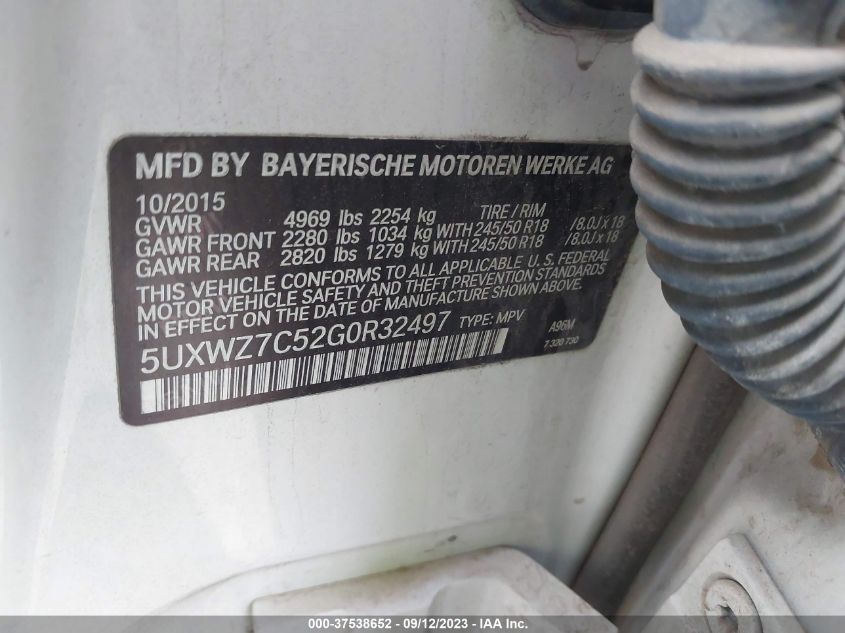 MFD BY BAYERISCHE MOTOREN WERKE AG
10/2015
GVWR 4969 lbs 2254 kg TIRE / RIM
GAWR FRONT 2280 lbs 1034 kg WITH 245/50 R18 /8.0J x 18
GAWR REAR 2820 lbs 1279 kg WITH 245/50 R18 /8.0J x 18
THIS VEHICLE CONFORMS TO ALL APPLICABLE U. S. FEDERAL
MOTOR VEHICLE SAFETY AND THEFT PREVENTION STANDARDS
IN EFFECT ON THE DATE OF MANUFACTURE SHOWN ABOVE.
5UXWZ7C52G0R32497 TYPE: MPV A96M
7 320 730
000-37538652 - 09/12/2023 - IAA Inc.